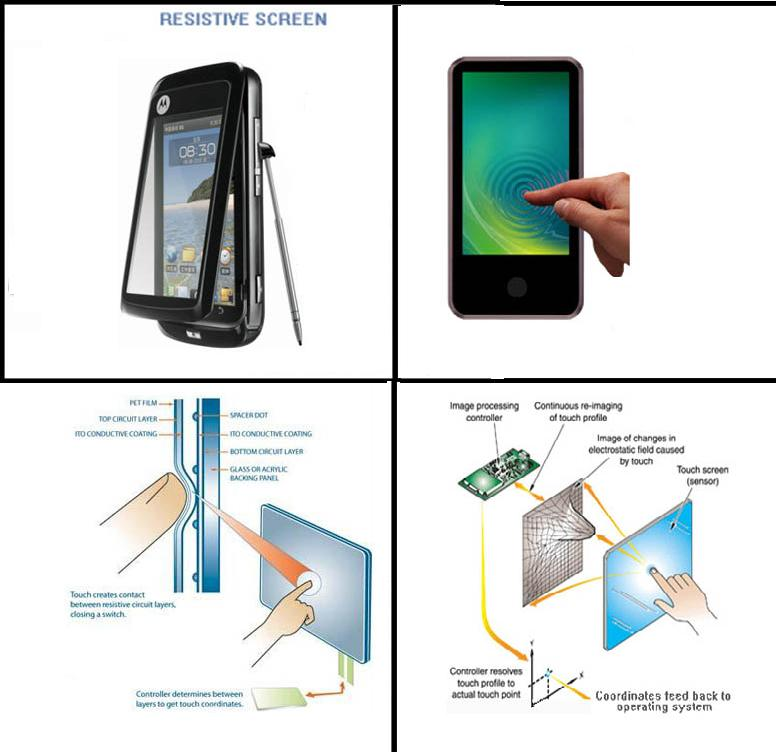 RESISTIVE SCREEN
08:30
PET FILM
TOP CIRCUIT LAYER
ITO CONDUCTIVE COATING
SPACER DOT
ITO CONDUCTIVE COATING
BOTTOM CIRCUIT LAYER
GLASS OR ACRYLIC
BACKING PANEL
Touch creates contact
between resistive circuit layers,
closing a switch.
Controller determines between
layers to get touch coordinates.
Image processing
controller
Continuous re-imaging
of touch profile
Image of changes in
electrostatic field caused
by touch
Touch screen
(sensor)
Controller resolves
touch profile to
actual touch point
Y
X
Coordinates feed back to
operating system